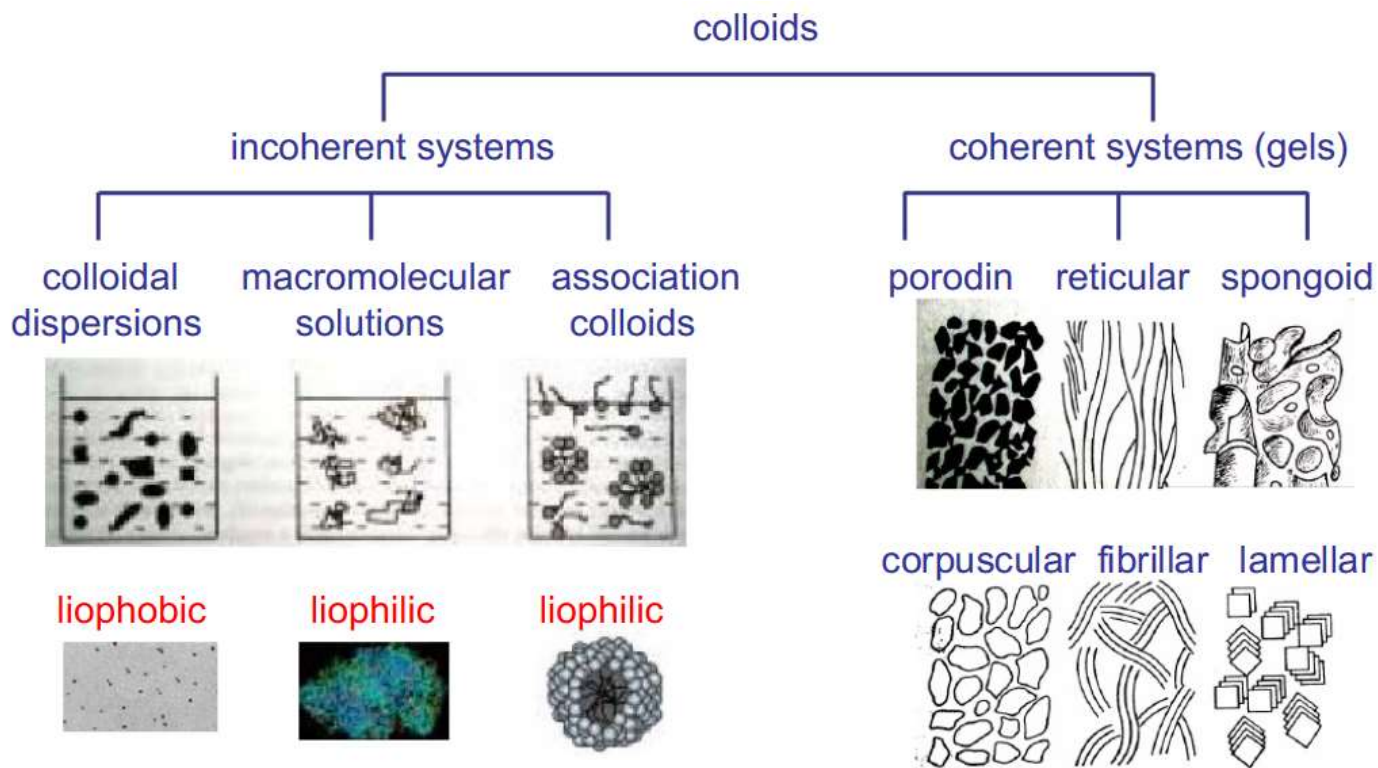 colloids
incoherent systems
coherent systems (gels)
colloidal
dispersions
macromolecular
solutions
association
colloids
porodin
reticular
spongoid
corpuscular
fibrillar
lamellar
liophobic
liophilic
liophilic